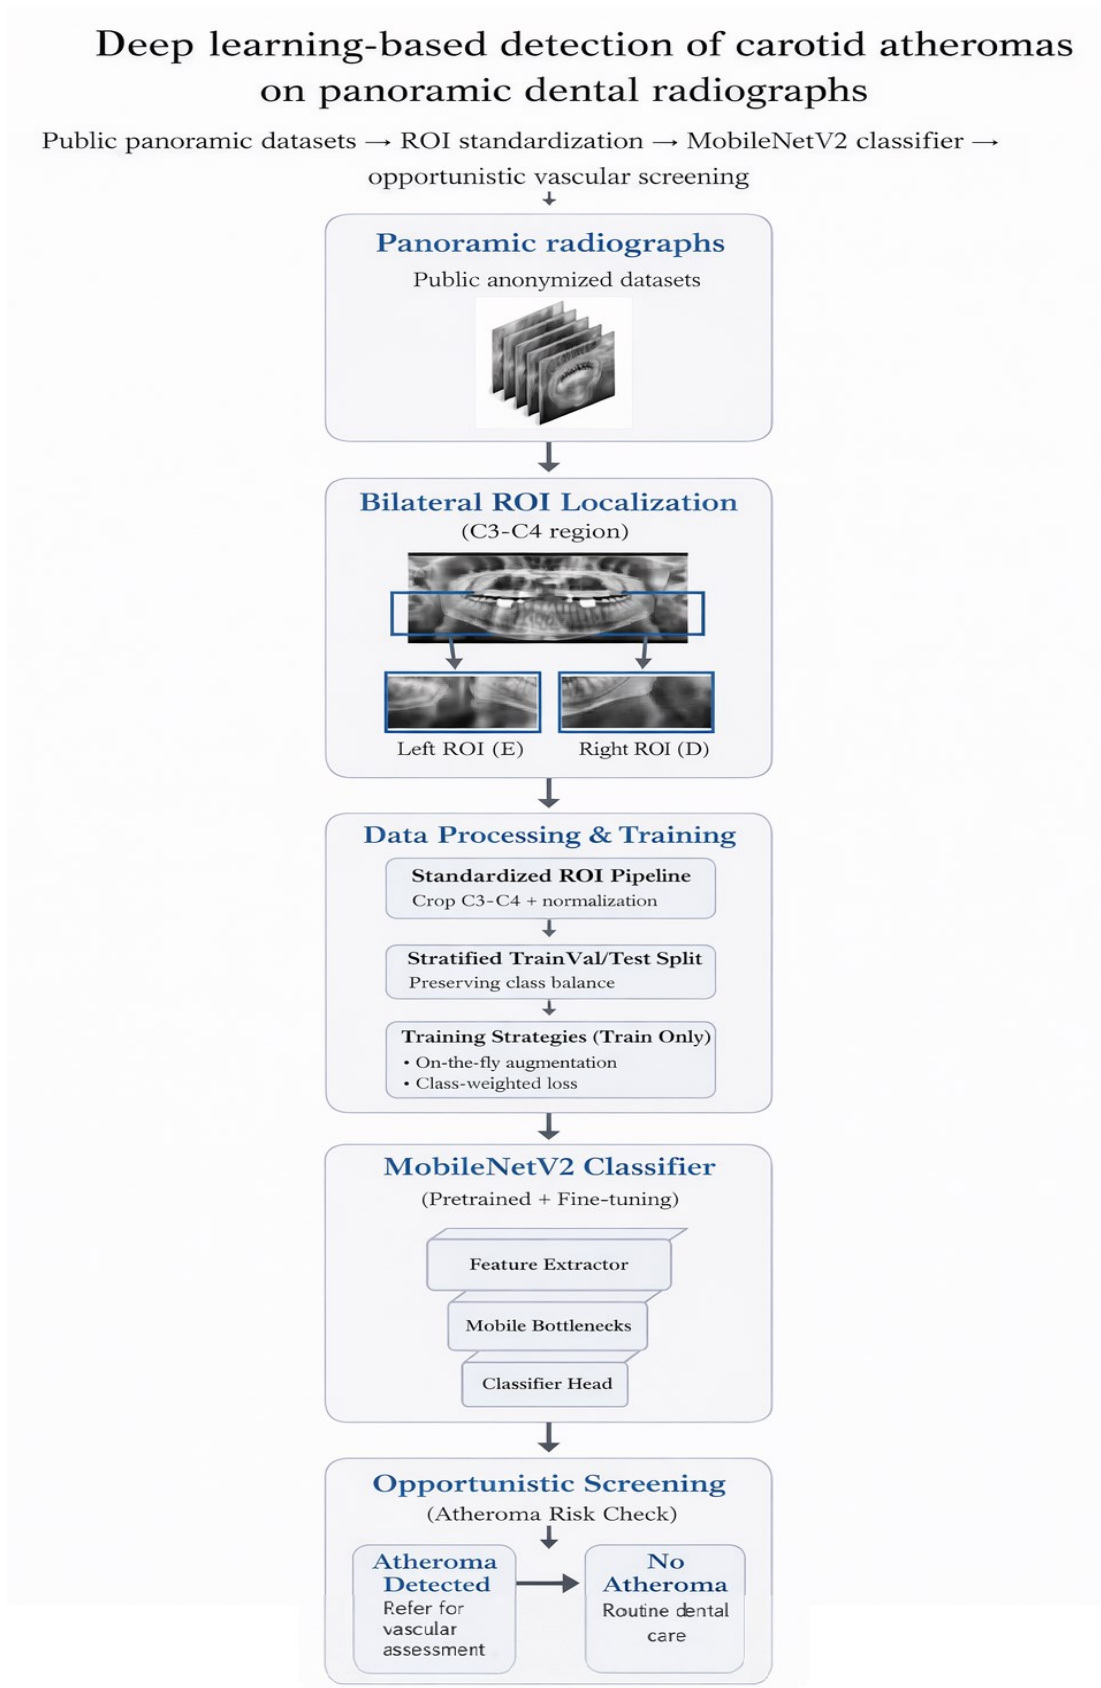 Deep learning-based detection of carotid atheromas
on panoramic dental radiographs
Public panoramic datasets → ROI standardization → MobileNetV2 classifier →
opportunistic vascular screening
Panoramic radiographs
Public anonymized datasets
Bilateral ROI Localization
(C3-C4 region)
Left ROI (E)
Right ROI (D)
Data Processing & Training
Standardized ROI Pipeline
Crop C3-C4 + normalization
Stratified TrainVal/Test Split
Preserving class balance
Training Strategies (Train Only)
• On-the-fly augmentation
• Class-weighted loss
MobileNetV2 Classifier
(Pretrained + Fine-tuning)
Feature Extractor
Mobile Bottlenecks
Classifier Head
Opportunistic Screening
(Atheroma Risk Check)
Atheroma
Detected
Refer for
vascular
assessment
No
Atheroma
Routine dental
care